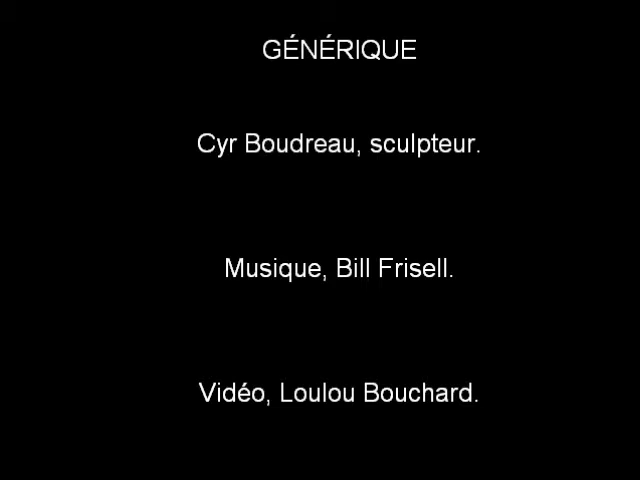 GÉNÉRIQUE
Cyr Boudreau, sculpteur.
Musique, Bill Frisell.
Vidéo, Loulou Bouchard.